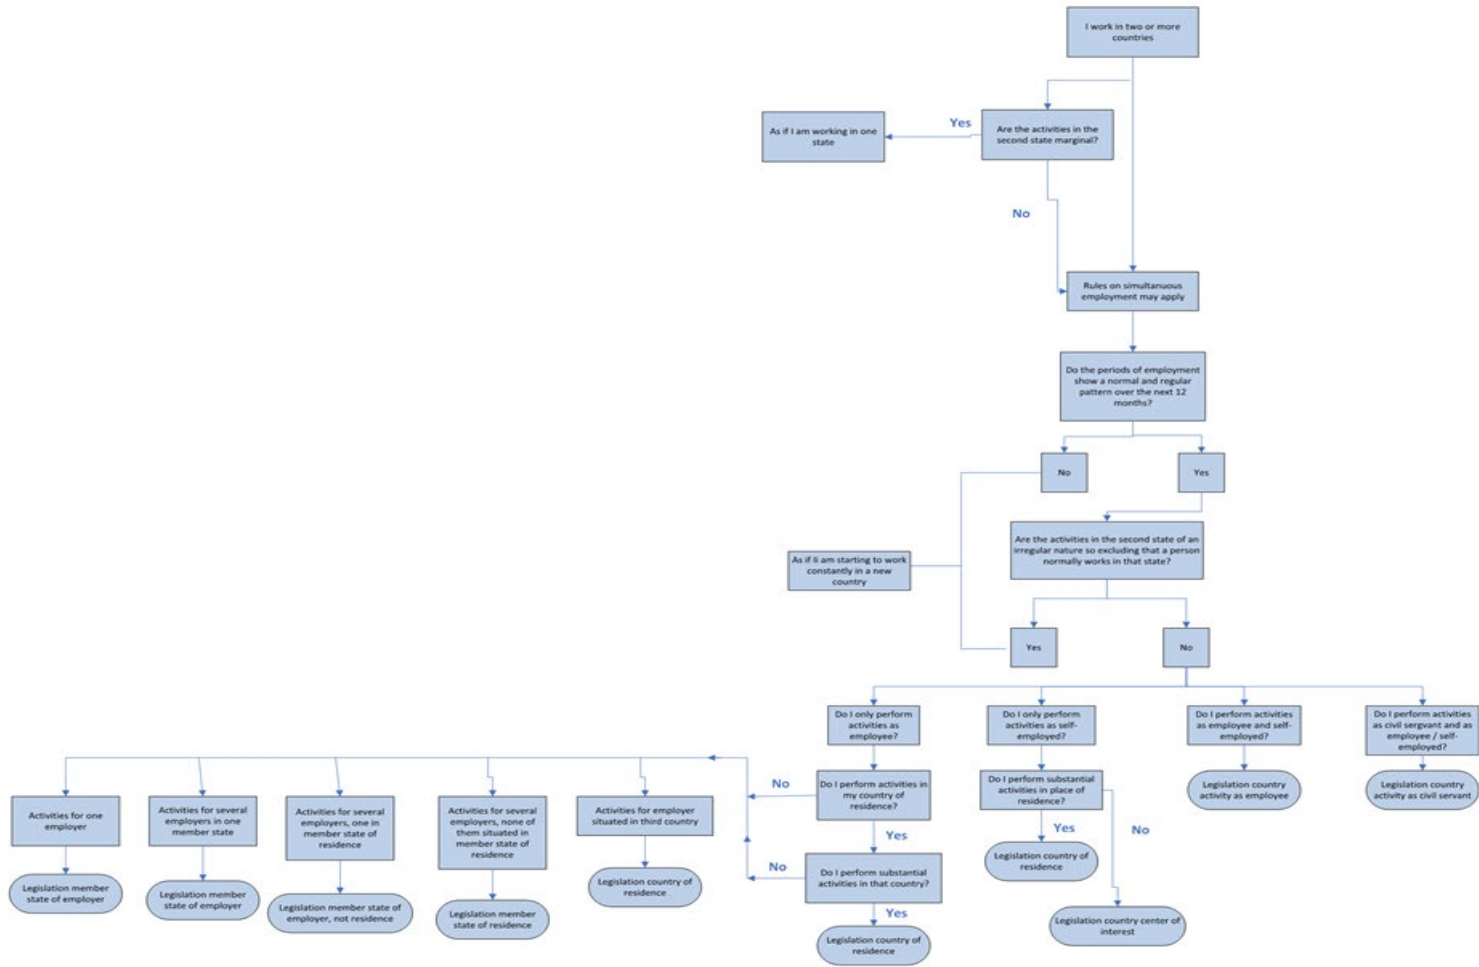 I work in two or more
countries
Are the activities in the
second state marginal?
Yes
As if I am working in one
state
No
Rules on simultanuous
employment may apply
Do the periods of employment
show a normal and regular
pattern over the next 12
months?
No
Yes
Are the activities in the second state of an
irregular nature so excluding that a person
normally works in that state?
As if Ii am starting to work
constantly in a new
country
Yes
No
Do I only perform
activities as
employee?
Do I only perform
activities as self-
employed?
Do I perform activities
as employee and self-
employed?
Do I perform activities
as civil sergvant and as
employee / self-
employed?
No
Do I perform activities in
my country of
residence?
Do I perform substantial
activities in place of
residence?
Legislation country
activity as employee
Legislation country
activity as civil servant
Activities for one
employer
Activities for several
employers in one
member state
Activities for several
employers, one in
member state of
residence
Activities for several
employers, none of
them situated in
member state of
residence
Activities for employer
situated in third country
Yes
Yes
No
No
Do I perform substantial
activities in that country?
Legislation country of
residence
Legislation member
state of employer
Legislation member
state of employer
Legislation member state of
employer, not residence
Legislation member
state of residence
Legislation country of
residence
Yes
Legislation country of
residence
Legislation country center of
interest